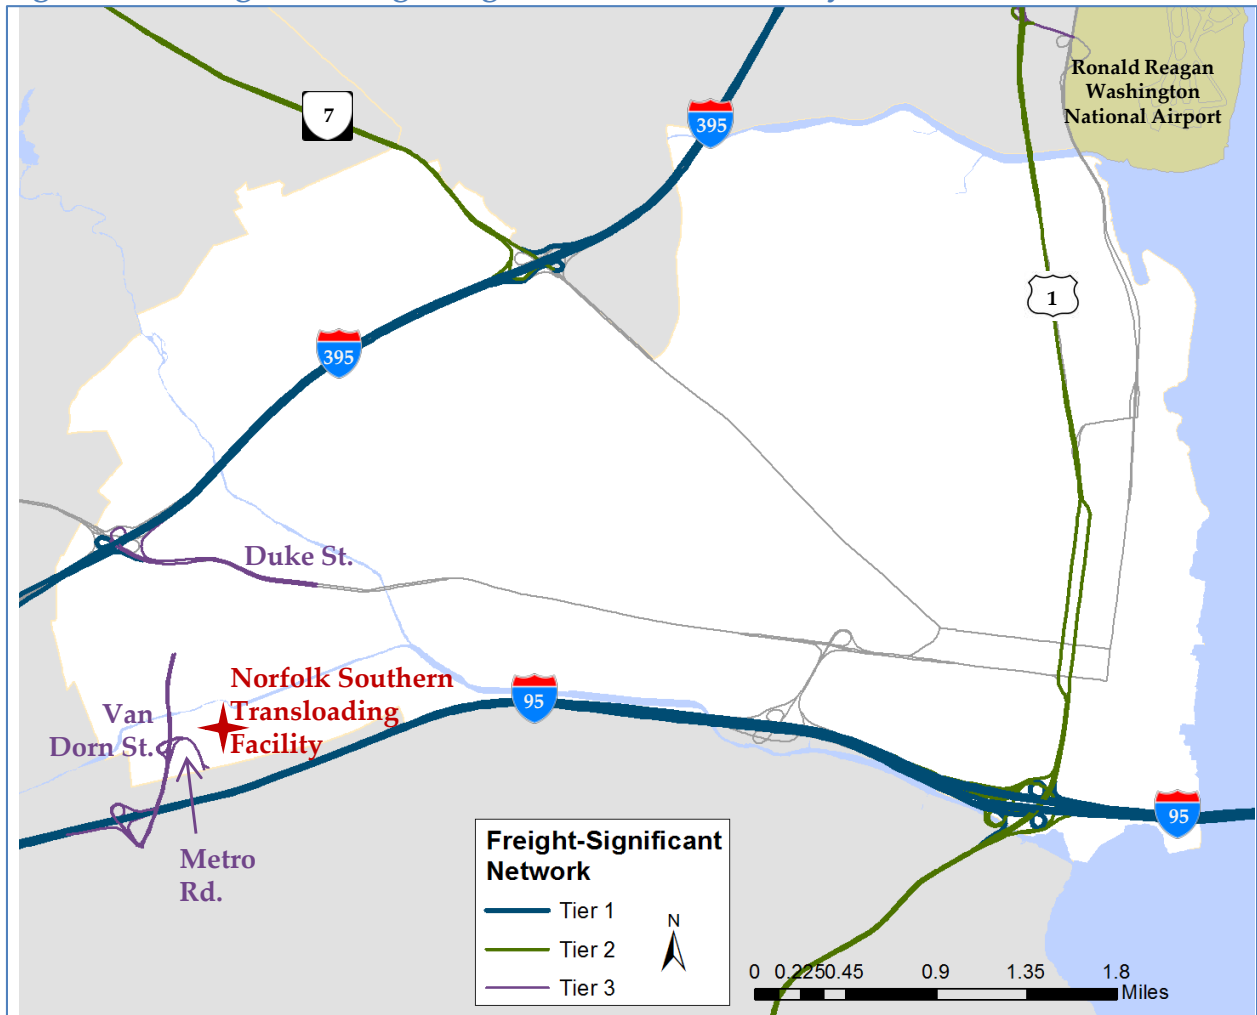 Ronald Reagan
Washington
National Airport
7
395
1
395
Duke St.
Norfolk Southern
Transloading
Facility
Van
Dorn St.
95
95
Metro
Rd.
Freight-Significant
Network
Tier 1
Tier 2
Tier 3
N
0 0.225 0.45 0.9 1.35 1.8
Miles